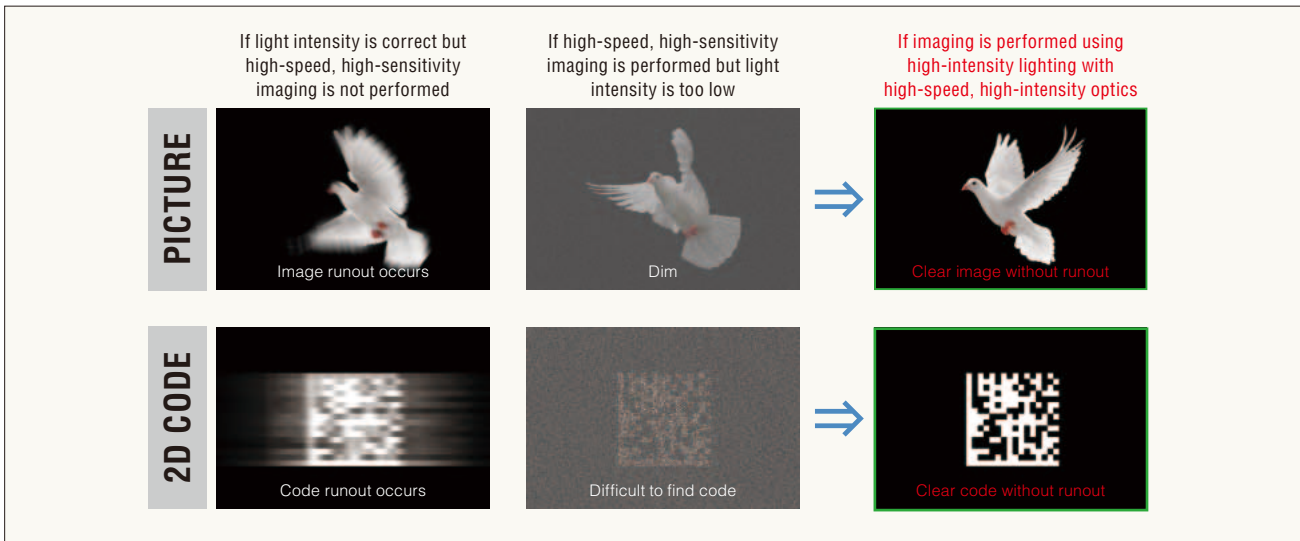 If light intensity is correct but
high-speed, high-sensitivity
imaging is not performed
If high-speed, high-sensitivity
imaging is performed but light
intensity is too low
If imaging is performed using
high-intensity lighting with
high-speed, high-intensity optics
PICTURE
Image runout occurs
Dim
Clear image without runout
2D CODE
Code runout occurs
Difficult to find code
Clear code without runout